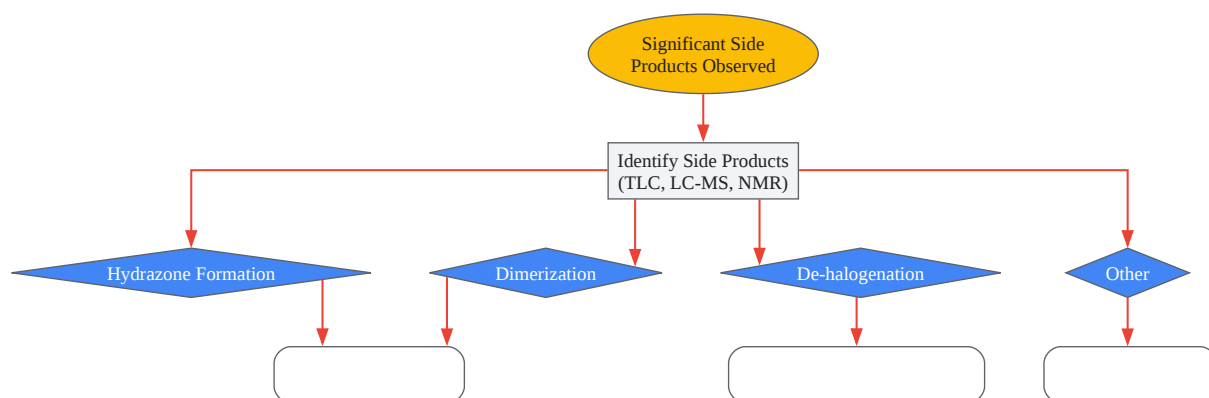 Significant Side
Products Observed
Identify Side Products
(TLC, LC-MS, NMR)
Hydrazone Formation
Dimerization
De-halogenation
Other